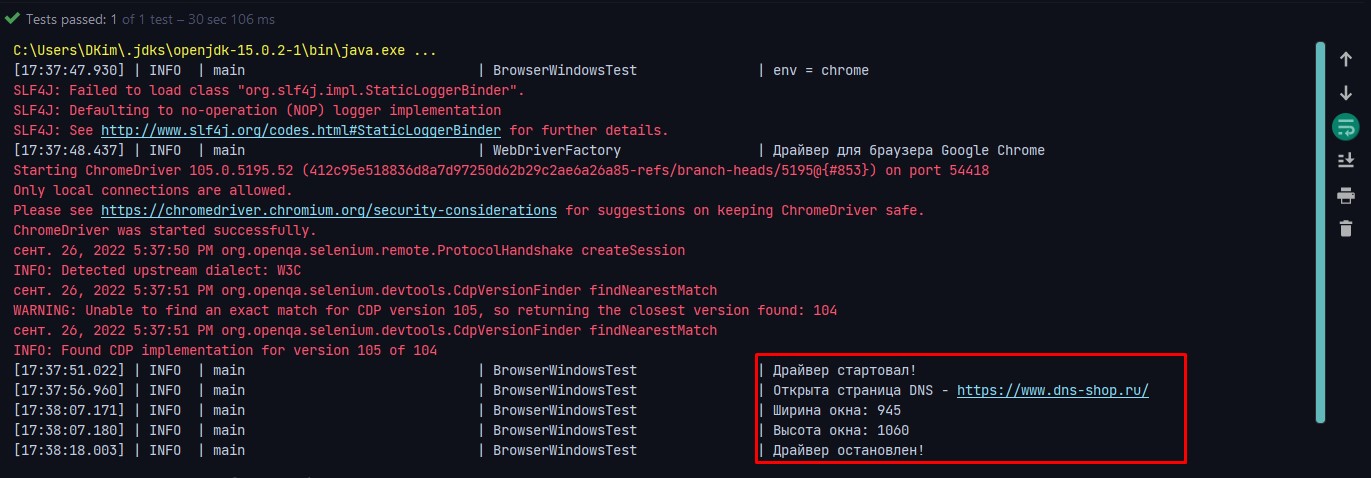 Tests passed: 1 of 1 test – 30 sec 106 ms
C:\Users\DKim\.jdks\openjdk-15.0.2-1\bin\java.exe ...
[17:37:47.930] | INFO | main | BrowserWindowsTest | env = chrome
SLF4J: Failed to load class "org.slf4j.impl.StaticLoggerBinder".
SLF4J: Defaulting to no-operation (NOP) logger implementation
SLF4J: See http://www.slf4j.org/codes.html#StaticLoggerBinder for further details.
[17:37:48.437] | INFO | main | WebDriverFactory | Драйвер для браузера Google Chrome
Starting ChromeDriver 105.0.5195.52 (412c95e518836d8a7d97250d62b29c2ae6a26a85-refs/branch-heads/5195@{#853}) on port 54418
Only local connections are allowed.
Please see https://chromedriver.chromium.org/security-considerations for suggestions on keeping ChromeDriver safe.
ChromeDriver was started successfully.
сент. 26, 2022 5:37:50 PM org.openqa.selenium.remote.ProtocolHandshake createSession
INFO: Detected upstream dialect: W3C
сент. 26, 2022 5:37:51 PM org.openqa.selenium.devtools.CdpVersionFinder findNearestMatch
WARNING: Unable to find an exact match for CDP version 105, so returning the closest version found: 104
сент. 26, 2022 5:37:51 PM org.openqa.selenium.devtools.CdpVersionFinder findNearestMatch
INFO: Found CDP implementation for version 105 of 104
[17:37:51.022] | INFO | main | BrowserWindowsTest | Драйвер стартовал!
[17:37:56.960] | INFO | main | BrowserWindowsTest | Открыта страница DNS - https://www.dns-shop.ru/
[17:38:07.171] | INFO | main | BrowserWindowsTest | Ширина окна: 945
[17:38:07.180] | INFO | main | BrowserWindowsTest | Высота окна: 1060
[17:38:18.003] | INFO | main | BrowserWindowsTest | Драйвер остановлен!